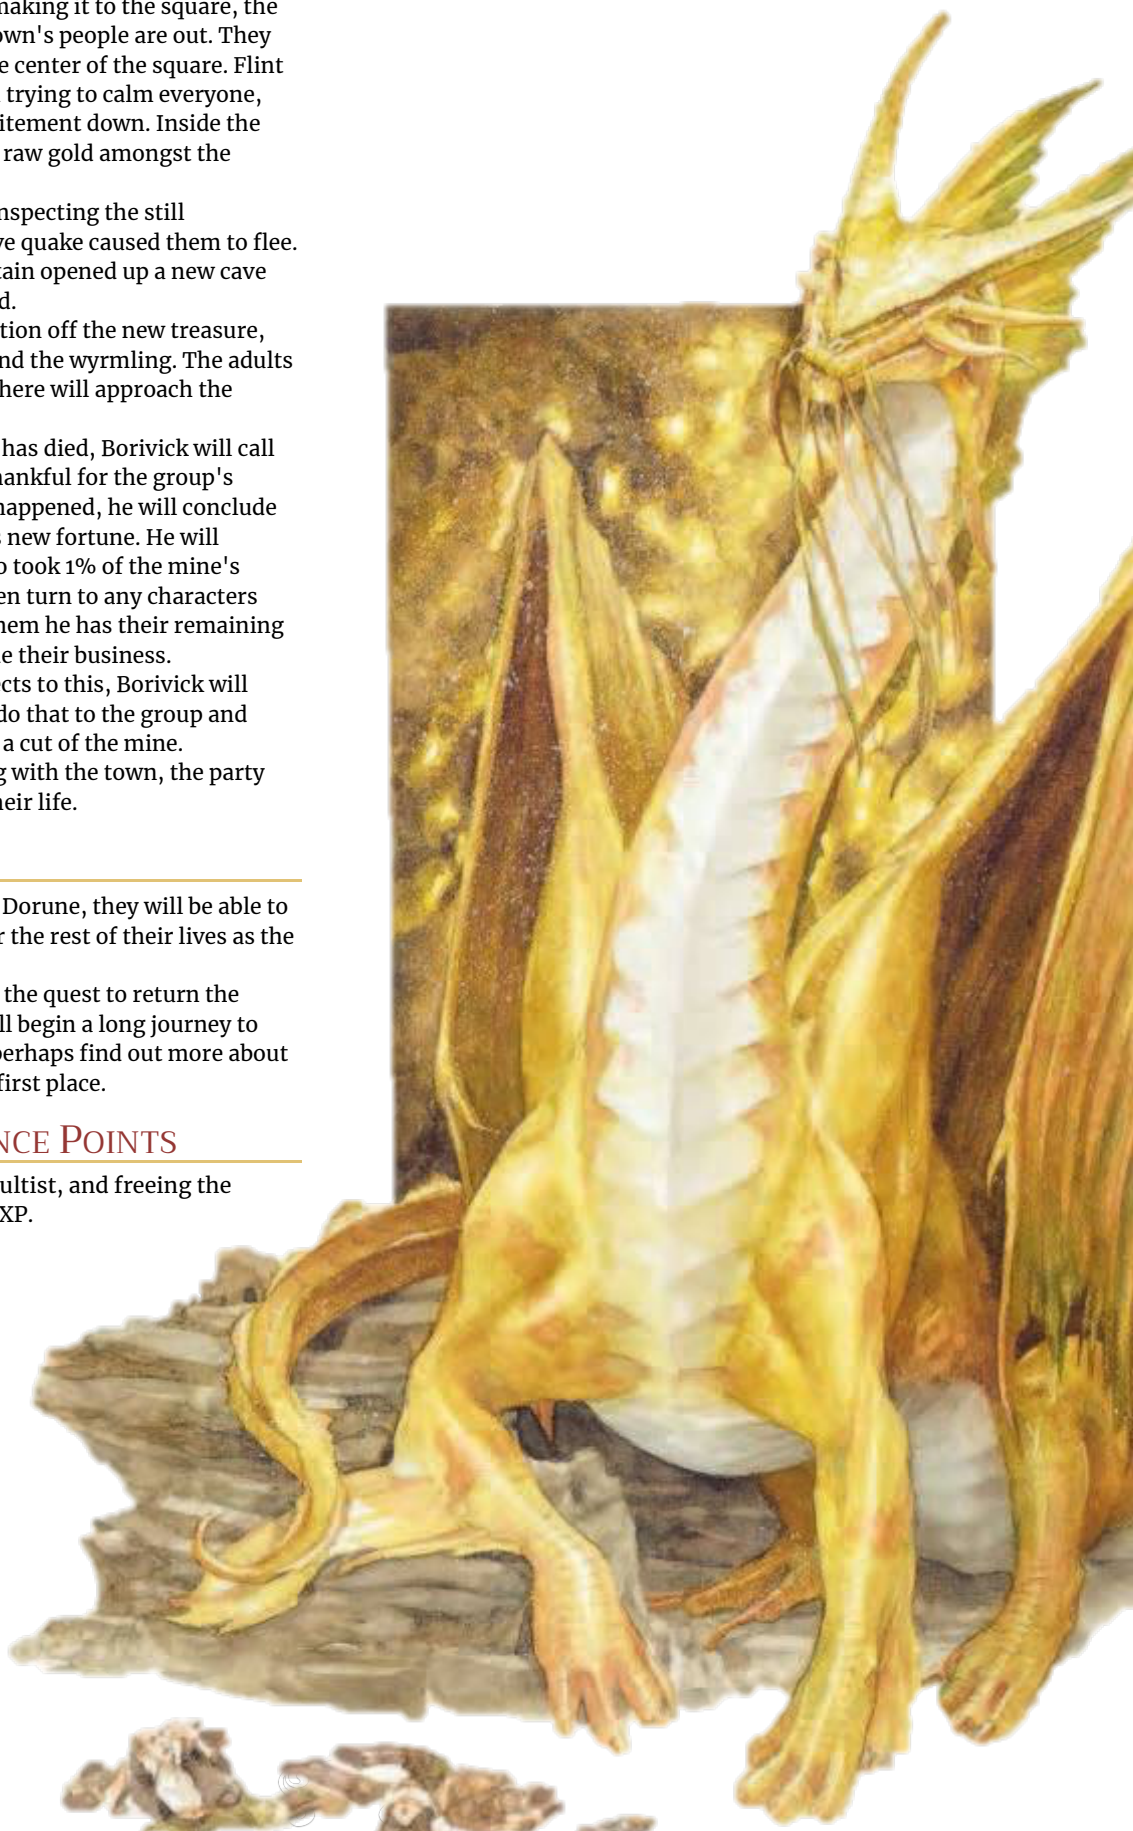 making it to the square, the
own's people are out. They
e center of the square. Flint
trying to calm everyone,
itement down. Inside the
raw gold amongst the
nspecting the still
ve quake caused them to flee.
tain opened up a new cave
d.
tion off the new treasure,
nd the wyrmling. The adults
here will approach the
has died, Borivick will call
hankful for the group's
happened, he will conclude
s new fortune. He will
o took 1% of the mine's
en turn to any characters
hem he has their remaining
e their business.
cts to this, Borivick will
do that to the group and
a cut of the mine.
g with the town, the party
heir life.
Dorune, they will be able to
r the rest of their lives as the
the quest to return the
ll begin a long journey to
perhaps find out more about
first place.
NCE POINTS
ultist, and freeing the
XP.